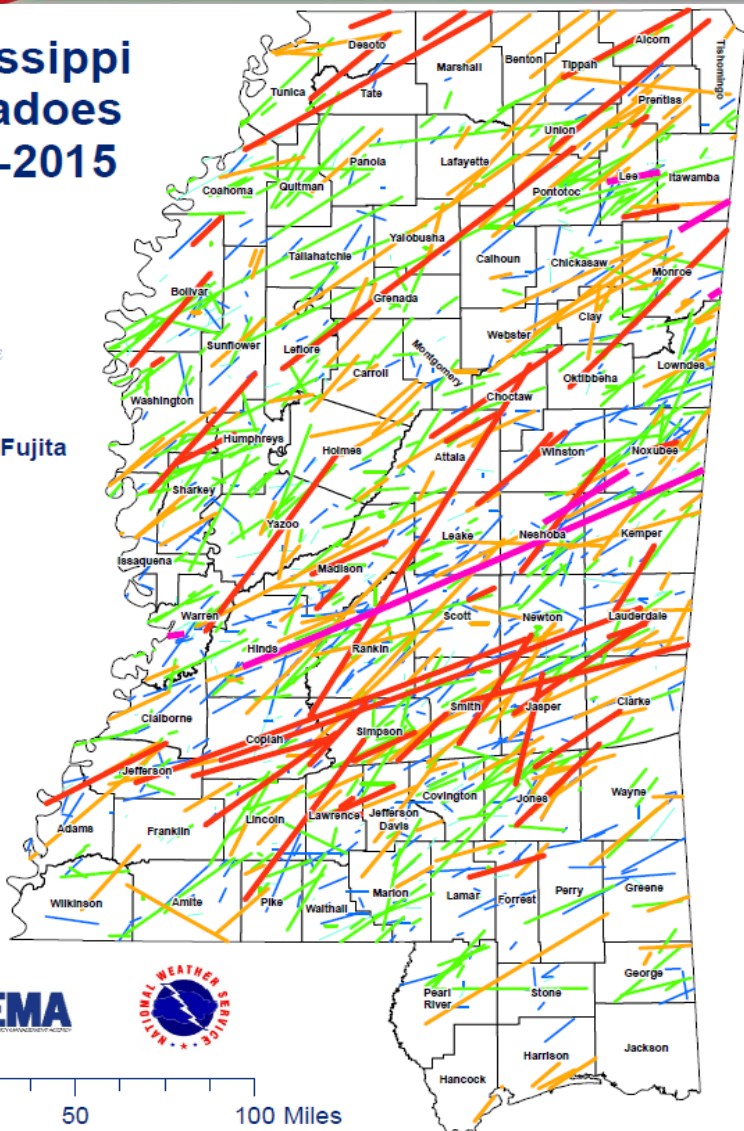 ssippi
adoes
-2015
Fujita
Desoto
Marshall
Benton
Tippah
Alcorn
Tishomingo
Tunica
Tate
Prentiss
Union
Panola
Lafayette
Lee
Itawamba
Coahoma
Quitman
Pontotoc
Yalobusha
Tallahatchie
Calhoun
Chickasaw
Monroe
Bolivar
Grenada
Clay
Webster
Sunflower
Leflore
Montgomery
Carroll
Oktibbeha
Lowndes
Washington
Choctaw
Humphreys
Holmes
Attala
Winston
Noxubee
Sharkey
Yazoo
Leake
Neshoba
Kemper
Issaquena
Madison
Warren
Scott
Newton
Lauderdale
Hinds
Rankin
Claiborne
Smith
Jasper
Clarke
Copiah
Simpson
Jefferson
Covington
Jones
Wayne
Adams
Franklin
Lincoln
Lawrence
Jefferson
Davis
Wilkinson
Amite
Pike
Walthall
Marion
Lamar
Forrest
Perry
Greene
Pearl
River
Stone
George
Hancock
Harrison
Jackson
EMA
NATIONAL WEATHER SERVICE
50
100 Miles